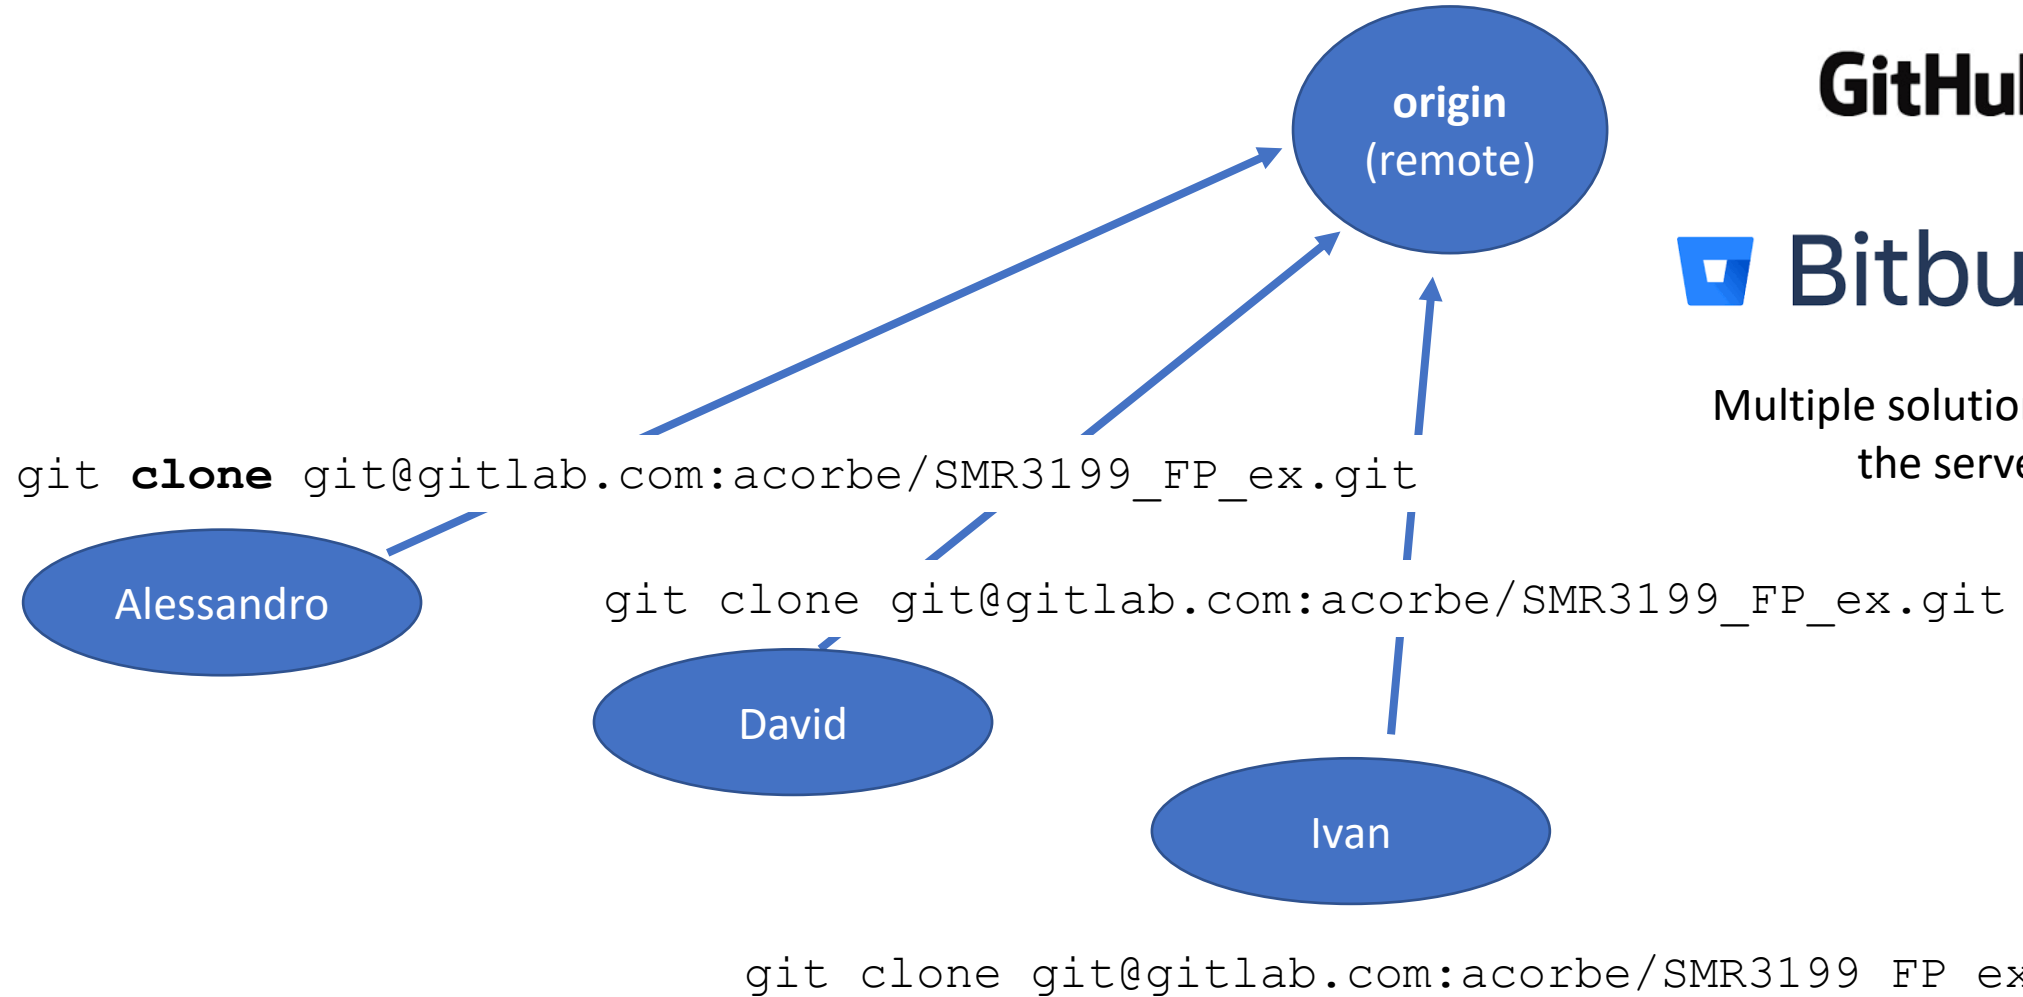 origin
(remote)
GitHu
Bitbu
Multiple solutio
the serve
git clone git@gitlab.com:acorbe/SMR3199_FP_ex.git
Alessandro
git clone git@gitlab.com:acorbe/SMR3199_FP_ex.git
David
Ivan
git clone git@gitlab.com:acorbe/SMR3199 FP ex